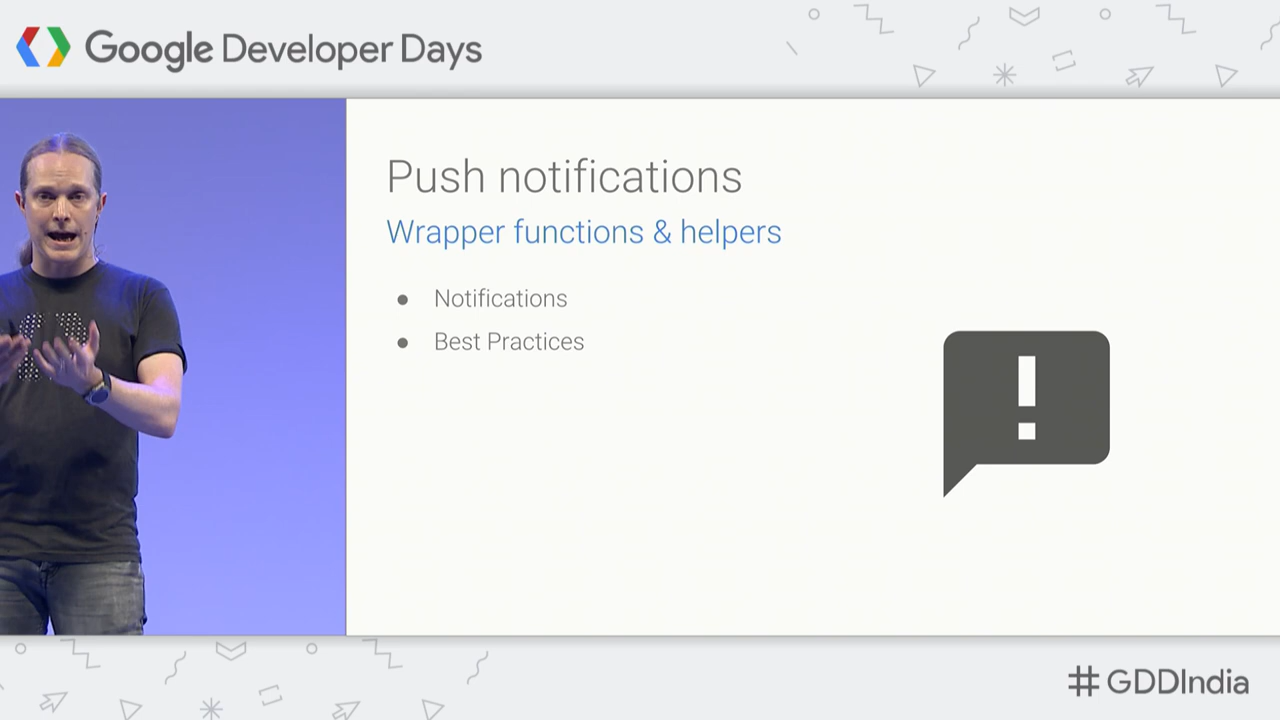 Google Developer Days
Push notifications
Wrapper functions & helpers
● Notifications
● Best Practices
#GDDIndia